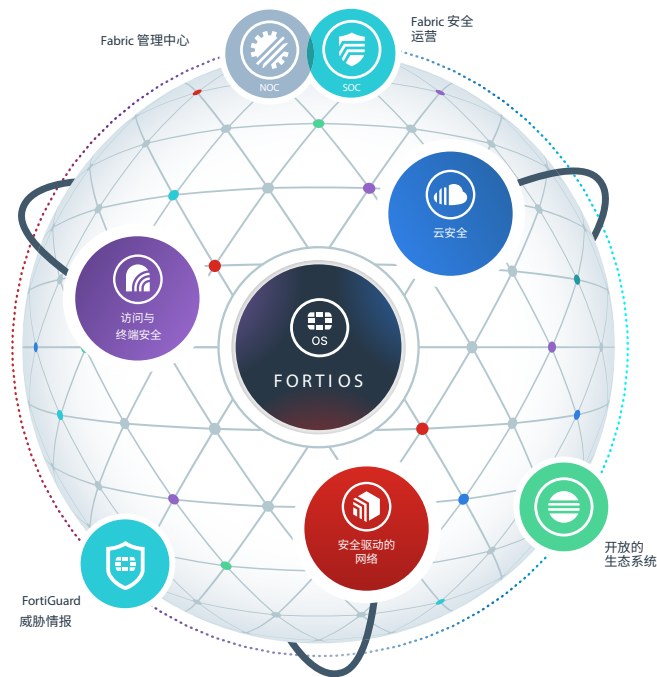 Fabric 管理中心
NOC
SOC
Fabric 安全
运营
云安全
访问与
终端安全
OS
FORTIOS
安全驱动的
网络
开放的
生态系统
FortiGuard
威胁情报